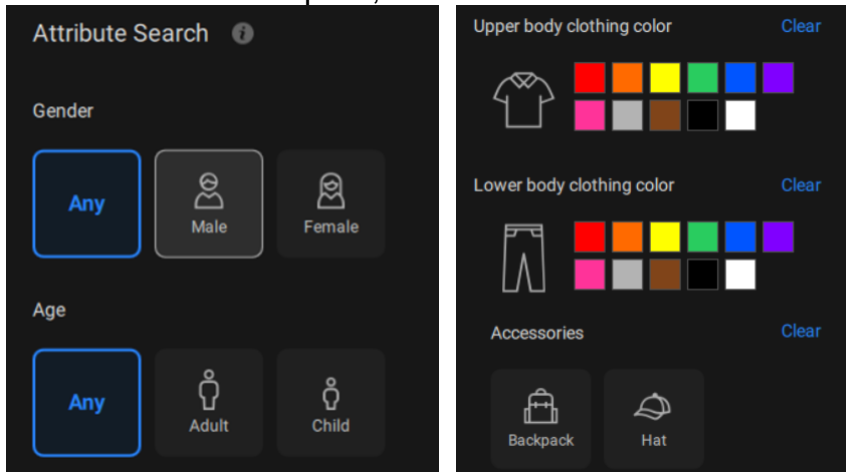 Attribute Search
Gender
Any
Male
Female
Age
Any
Adult
Child
Upper body clothing color
Clear
Lower body clothing color
Clear
Accessories
Clear
Backpack
Hat